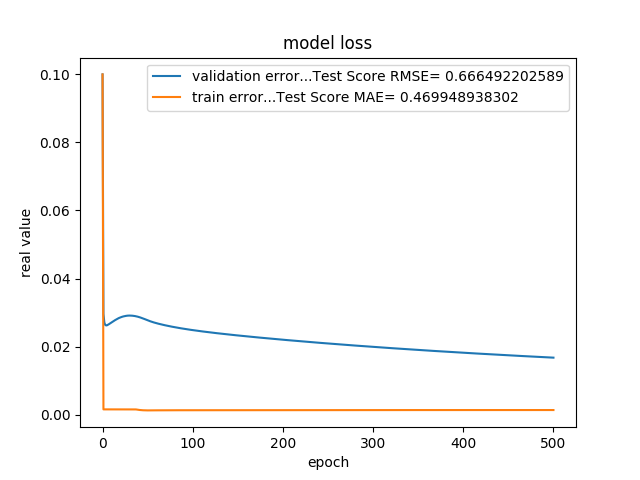 model loss
validation error...Test Score RMSE= 0.666492202589
train error...Test Score MAE= 0.469948938302
real value
0.10
0.08
0.06
0.04
0.02
0.00
0 100 200 300 400 500
epoch